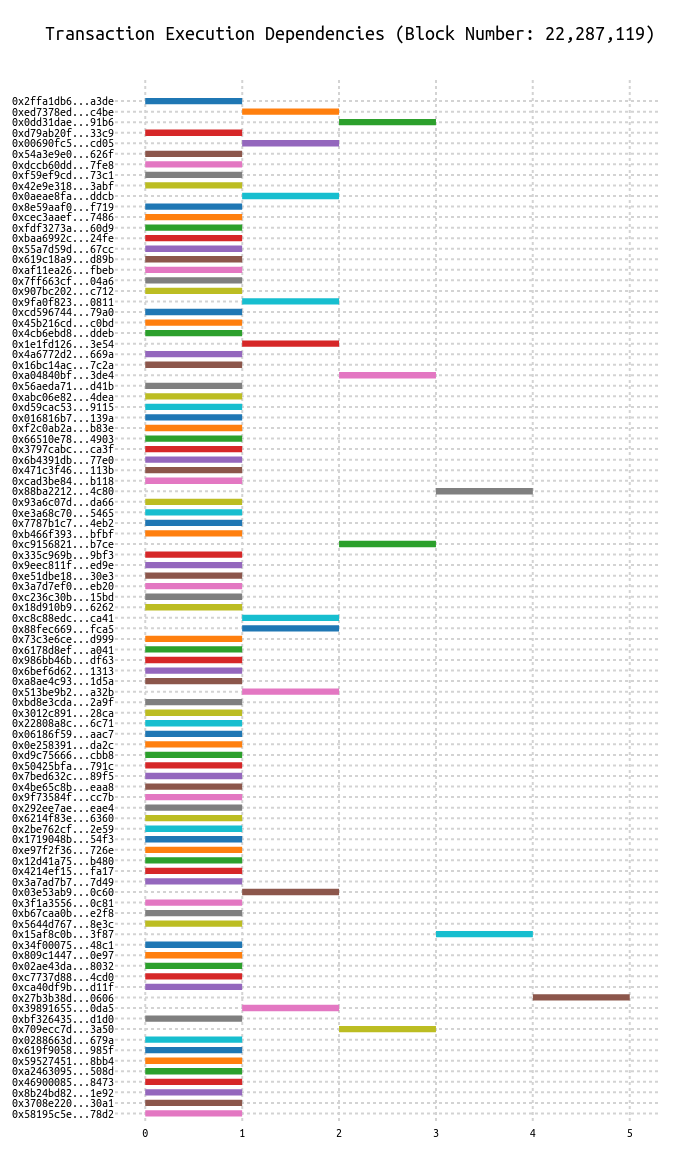 Transaction Execution Dependencies (Block Number: 22,287,119)
0x2ffa1db6...a3de
0xed7378ed...c4be
0x0dd31dae...91b6
0xd79ab20f...33c9
0x00690fc5...cd05
0x54a3e9e0...626f
0xdccb60dd...7fe8
0xf59ef9cd...73c1
0x42e9e318...3abf
0x0aeae8fa...ddcb
0x8e59aaf0...f719
0xcec3aaef...7486
0xfdf3273a...60d9
0xbaa6992c...24fe
0x55a7d59d...67cc
0x619c18a9...d89b
0xaf11ea26...fbeb
0x7ff663cf...04a6
0x907bc202...c712
0x9fa0f823...0811
0xcd596744...79a0
0x45b216cd...c0bd
0x4cb6ebd8...ddeb
0x1e1fd126...3e54
0x4a6772d2...669a
0x16bc14ac...7c2a
0xa04840bf...3de4
0x56aeda71...d41b
0xabc06e82...4dea
0xd59cac53...9115
0x016816b7...139a
0xf2c0ab2a...b83e
0x66510e78...4903
0x3797cabc...ca3f
0x6b4391db...77e0
0x471c3f46...113b
0xcad3be84...b118
0x88ba2212...4c80
0x93a6c07d...da66
0xe3a68c70...5465
0x7787b1c7...4eb2
0xb466f393...bfbf
0xc9156821...b7ce
0x335c969b...9bf3
0x9eec811f...ed9e
0xe51dbe18...30e3
0x3a7d7ef0...eb20
0xc236c30b...15bd
0x18d910b9...6262
0xc8c88edc...ca41
0x88fec669...fca5
0x73c3e6ce...d999
0x6178d8ef...a041
0x986bb46b...df63
0x6bef6d62...1313
0xa8ae4c93...1d5a
0x513be9b2...a32b
0xbd8e3cda...2a9f
0x3012c891...28ca
0x22808a8c...6c71
0x06186f59...aac7
0x0e258391...da2c
0xd9c75666...cbb8
0x50425bfa...791c
0x7bed632c...89f5
0x4be65c8b...eaa8
0x9f73584f...cc7b
0x292ee7ae...eae4
0x6214f83e...6360
0x2be762cf...2e59
0x1719048b...54f3
0xe97f2f36...726e
0x12d41a75...b480
0x4214ef15...fa17
0x3a7ad7b7...7d49
0x03e53ab9...0c60
0x3f1a3556...0c81
0xb67caa0b...e2f8
0x5644d767...8e3c
0x15af8c0b...3f87
0x34f00075...48c1
0x809c1447...0e97
0x02ae43da...8032
0xc7737d88...4cd0
0xca40df9b...d11f
0x27b3b38d...0606
0x39891655...0da5
0xbf326435...d1d0
0x709ecc7d...3a50
0x0288663d...679a
0x619f9058...985f
0x59527451...8bb4
0xa2463095...508d
0x46900085...8473
0x8b24bd82...1e92
0x3708e220...30a1
0x58195c5e...78d2
0 1 2 3 4 5